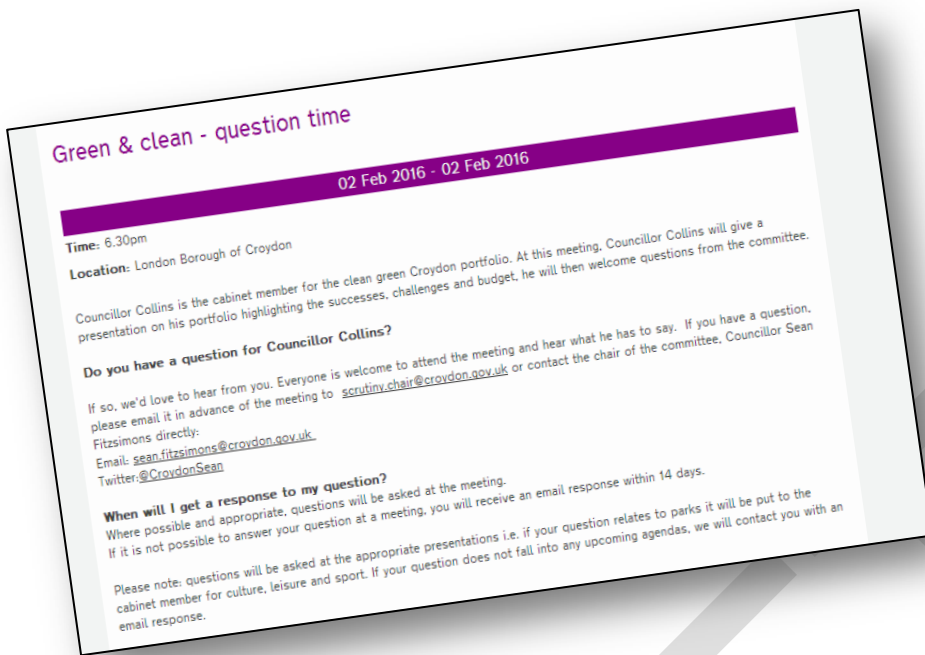 Green & clean - question time
02 Feb 2016 - 02 Feb 2016
Time: 6.30pm
Location: London Borough of Croydon
Councillor Collins is the cabinet member for the clean green Croydon portfolio. At this meeting, Councillor Collins will give a
presentation on his portfolio highlighting the successes, challenges and budget, he will then welcome questions from the committee.
Do you have a question for Councillor Collins?
If so, we'd love to hear from you. Everyone is welcome to attend the meeting and hear what he has to say. If you have a question,
please email it in advance of the meeting to scrutiny.chair@croydon.gov.uk or contact the chair of the committee, Councillor Sean
Fitzsimons directly:
Email: sean.fitzsimons@croydon.gov.uk
Twitter:@CroydonSean
When will I get a response to my question?
Where possible and appropriate, questions will be asked at the meeting.
If it is not possible to answer your question at a meeting, you will receive an email response within 14 days.
Please note: questions will be asked at the appropriate presentations i.e. if your question relates to parks it will be put to the
cabinet member for culture, leisure and sport. If your question does not fall into any upcoming agendas, we will contact you with an
email response.